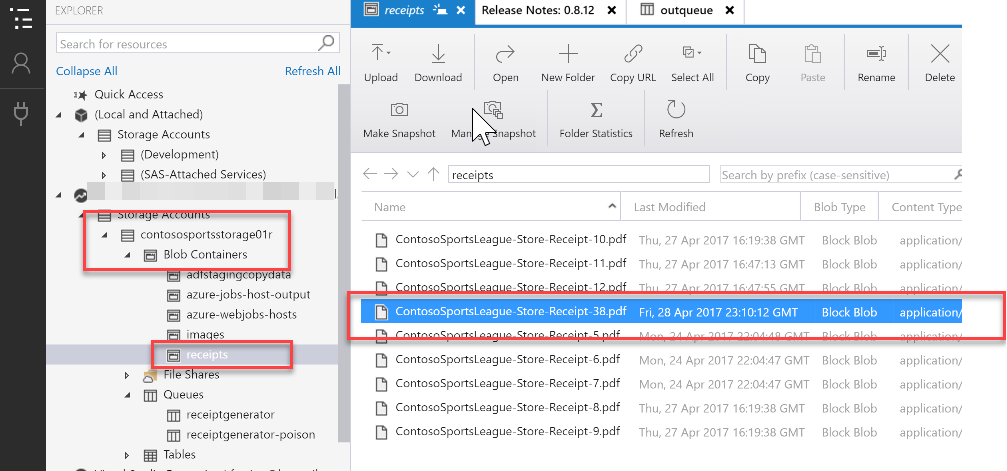 EXPLORER
Search for resources
Collapse All Refresh All
Quick Access
(Local and Attached)
Storage Accounts
(Development)
(SAS-Attached Services)
Storage Accounts
contososportsstorage01r
Blob Containers
adfstagingcopydata
azure-jobs-host-output
azure-webjobs-hosts
images
receipts
File Shares
Queues
receiptgenerator
receiptgenerator-poison
Tables
receipts Release Notes: 0.8.12 outqueue
Upload Download Open New Folder Copy URL Select All Copy Paste Rename Delete
Make Snapshot Snapshot Folder Statistics Refresh
receipts Search by prefix (case-sensitive)
Name Last Modified Blob Type Content Type
ContosoSportsLeague-Store-Receipt-10.pdf Thu, 27 Apr 2017 16:19:38 GMT Block Blob application/
ContosoSportsLeague-Store-Receipt-11.pdf Thu, 27 Apr 2017 16:47:13 GMT Block Blob application/
ContosoSportsLeague-Store-Receipt-12.pdf Thu, 27 Apr 2017 16:47:55 GMT Block Blob application/
ContosoSportsLeague-Store-Receipt-38.pdf Fri, 28 Apr 2017 23:10:12 GMT Block Blob application/
ContosoSportsLeague-Store-Receipt-5.pdf Mon, 24 Apr 2017 22:04:48 GMT Block Blob application/
ContosoSportsLeague-Store-Receipt-6.pdf Mon, 24 Apr 2017 22:04:47 GMT Block Blob application/
ContosoSportsLeague-Store-Receipt-7.pdf Mon, 24 Apr 2017 22:04:47 GMT Block Blob application/
ContosoSportsLeague-Store-Receipt-8.pdf Thu, 27 Apr 2017 16:19:38 GMT Block Blob application/
ContosoSportsLeague-Store-Receipt-9.pdf Thu, 27 Apr 2017 16:19:38 GMT Block Blob application/